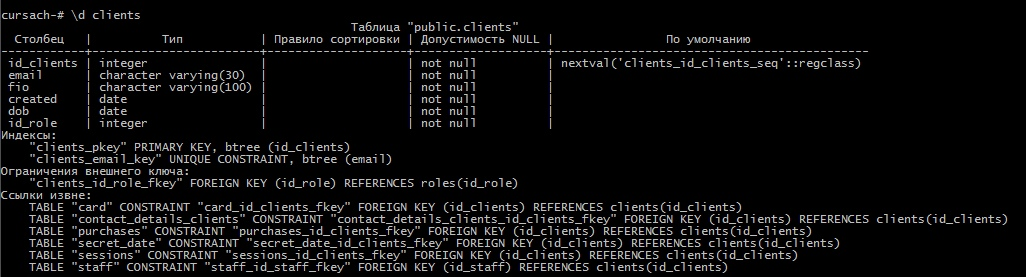 cursach-# \d clients
Таблица "public.clients"
Столбец | Тип | Правило сортировки | Допустимость NULL | По умолчанию
------------+------------------------+--------------------+-------------------+---------------------------------------------
id_clients | integer | | not null | nextval('clients_id_clients_seq'::regclass)
email | character varying(30) | | not null |
fio | character varying(100) | | not null |
created | date | | not null |
dob | date | | not null |
id_role | integer | | not null |
Индексы:
"clients_pkey" PRIMARY KEY, btree (id_clients)
"clients_email_key" UNIQUE CONSTRAINT, btree (email)
Ограничения внешнего ключа:
"clients_id_role_fkey" FOREIGN KEY (id_role) REFERENCES roles(id_role)
Ссылки извне:
TABLE "card" CONSTRAINT "card_id_clients_fkey" FOREIGN KEY (id_clients) REFERENCES clients(id_clients)
TABLE "contact_details_clients" CONSTRAINT "contact_details_clients_id_clients_fkey" FOREIGN KEY (id_clients) REFERENCES clients(id_clients)
TABLE "purchases" CONSTRAINT "purchases_id_clients_fkey" FOREIGN KEY (id_clients) REFERENCES clients(id_clients)
TABLE "secret_date" CONSTRAINT "secret_date_id_clients_fkey" FOREIGN KEY (id_clients) REFERENCES clients(id_clients)
TABLE "sessions" CONSTRAINT "sessions_id_clients_fkey" FOREIGN KEY (id_clients) REFERENCES clients(id_clients)
TABLE "staff" CONSTRAINT "staff_id_staff_fkey" FOREIGN KEY (id_staff) REFERENCES clients(id_clients)